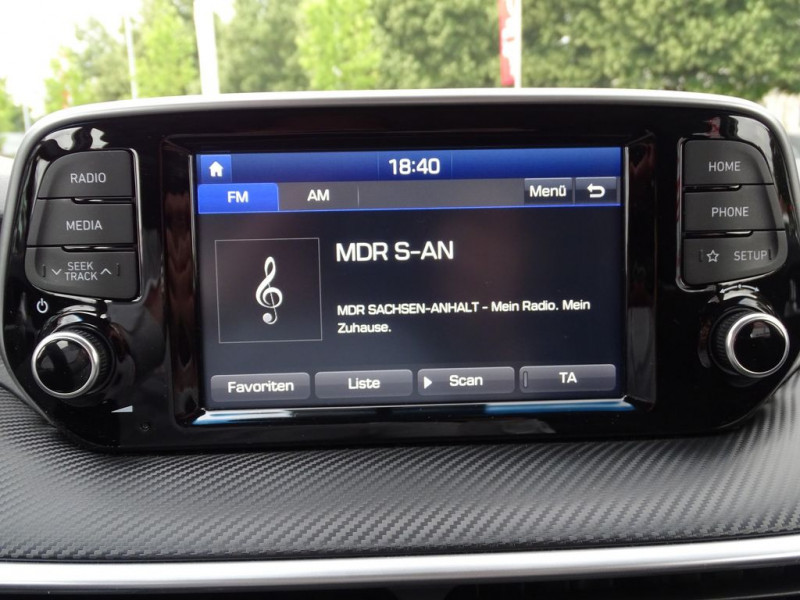 RADIO
MEDIA
SEEK
TRACK
18:40
FM AM Menü
MDR S-AN
MDR SACHSEN-ANHALT - Mein Radio. Mein
Zuhause.
Favoriten Liste Scan TA
HOME
PHONE
SETUP